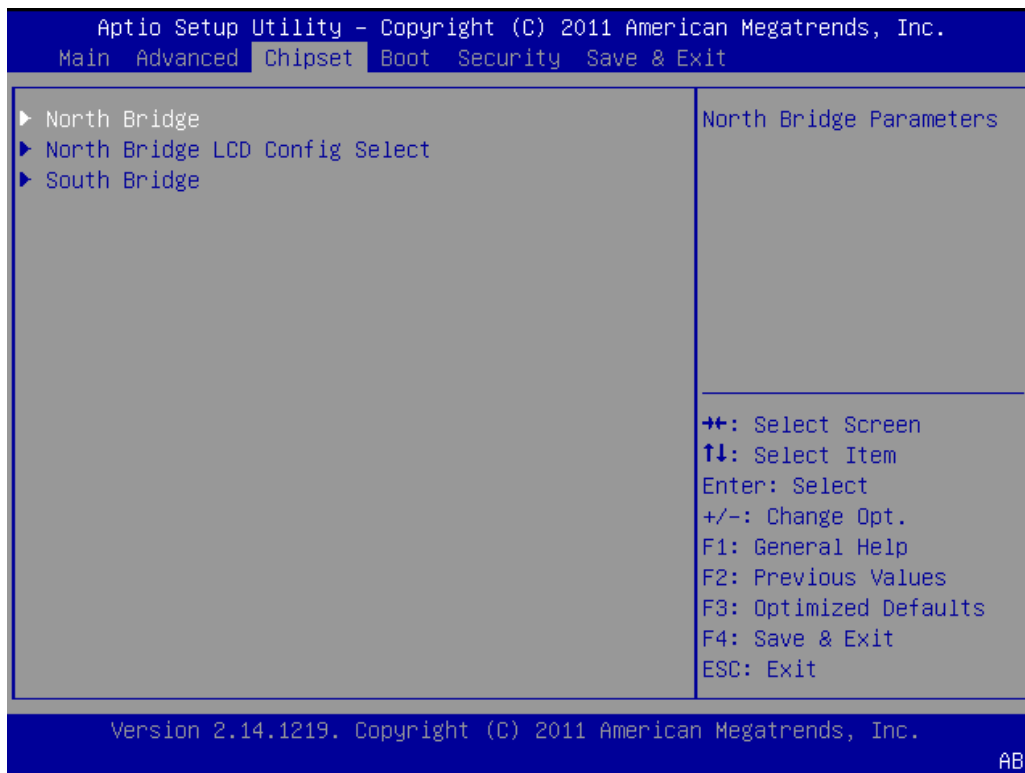 Aptio Setup Utility – Copyright (C) 2011 American Megatrends, Inc.
Main Advanced Chipset Boot Security Save & Exit
▶ North Bridge
▶ North Bridge LCD Config Select
▶ South Bridge
North Bridge Parameters
→←: Select Screen
↑↓: Select Item
Enter: Select
+/-: Change Opt.
F1: General Help
F2: Previous Values
F3: Optimized Defaults
F4: Save & Exit
ESC: Exit
Version 2.14.1219. Copyright (C) 2011 American Megatrends, Inc.
AB